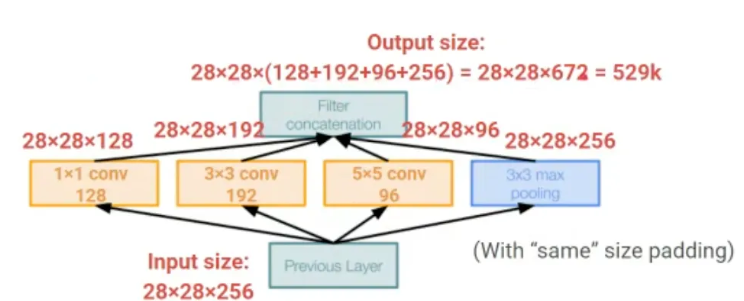 Output size:
28×28×(128+192+96+256) = 28×28×672 = 529k
Filter
concatenation
28×28×128
28×28×192
28×28×96
28×28×256
1×1 conv
128
3×3 conv
192
5×5 conv
96
3x3 max
pooling
Input size:
28×28×256
Previous Layer
(With “same” size padding)